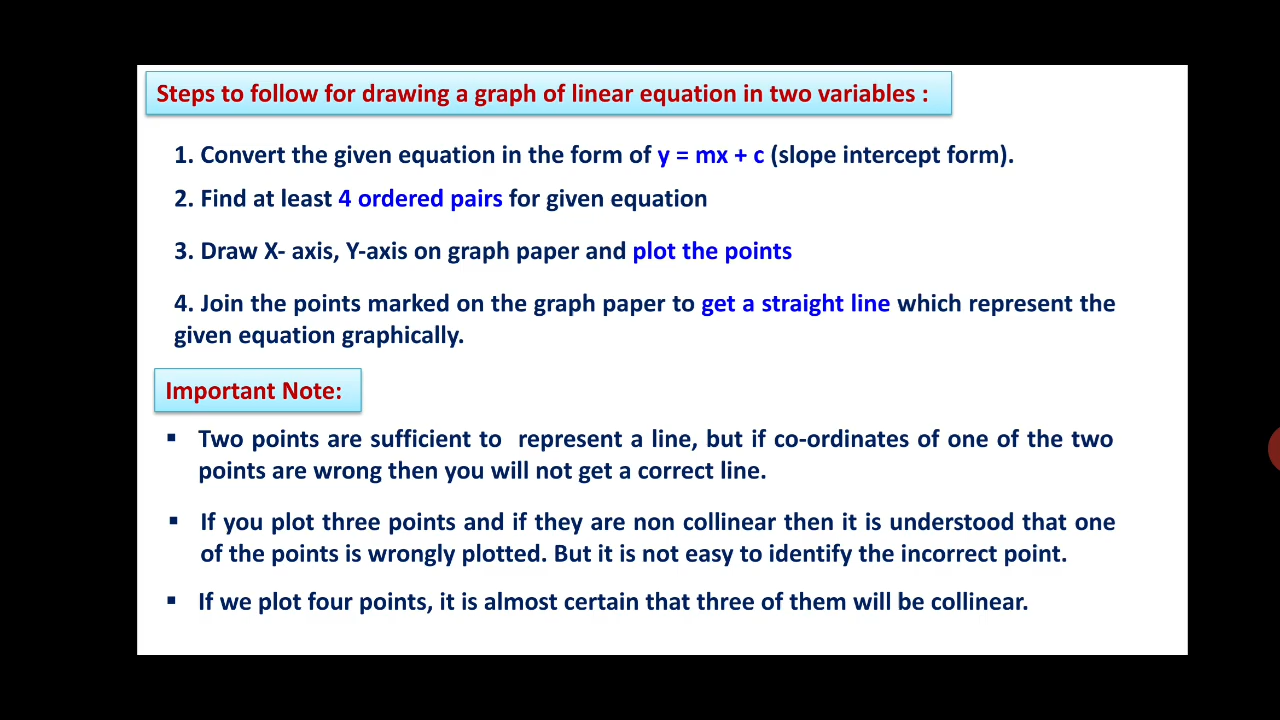 Steps to follow for drawing a graph of linear equation in two variables :
1. Convert the given equation in the form of y = mx + c (slope intercept form).
2. Find at least 4 ordered pairs for given equation
3. Draw X- axis, Y-axis on graph paper and plot the points
4. Join the points marked on the graph paper to get a straight line which represent the
given equation graphically.
Important Note:
▪ Two points are sufficient to represent a line, but if co-ordinates of one of the two
points are wrong then you will not get a correct line.
▪ If you plot three points and if they are non collinear then it is understood that one
of the points is wrongly plotted. But it is not easy to identify the incorrect point.
▪ If we plot four points, it is almost certain that three of them will be collinear.